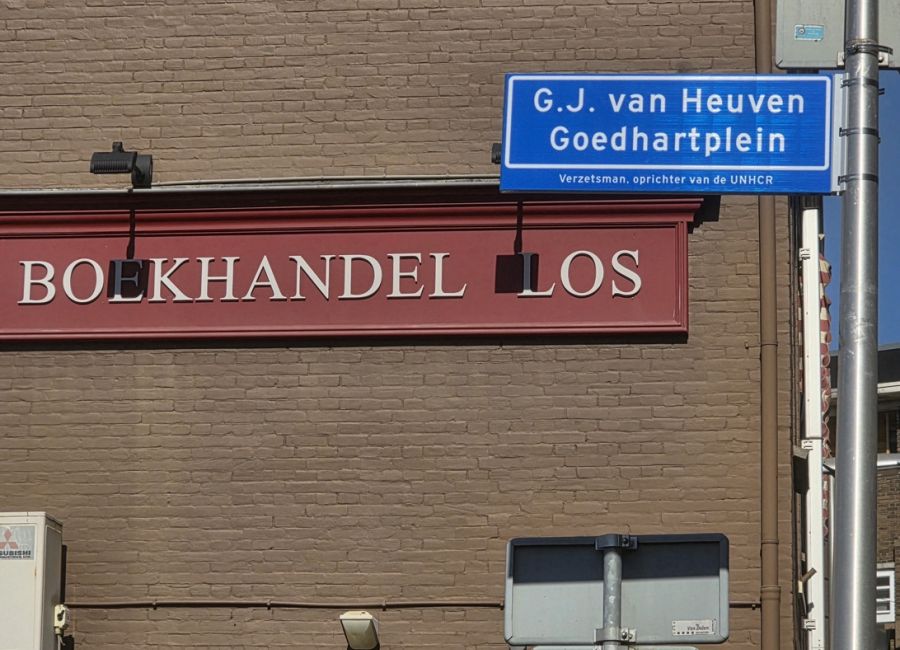 G.J. van Heuven
Goedhartplein
Verzetsman, oprichter van de UNHCR
BOEKHANDEL LOS